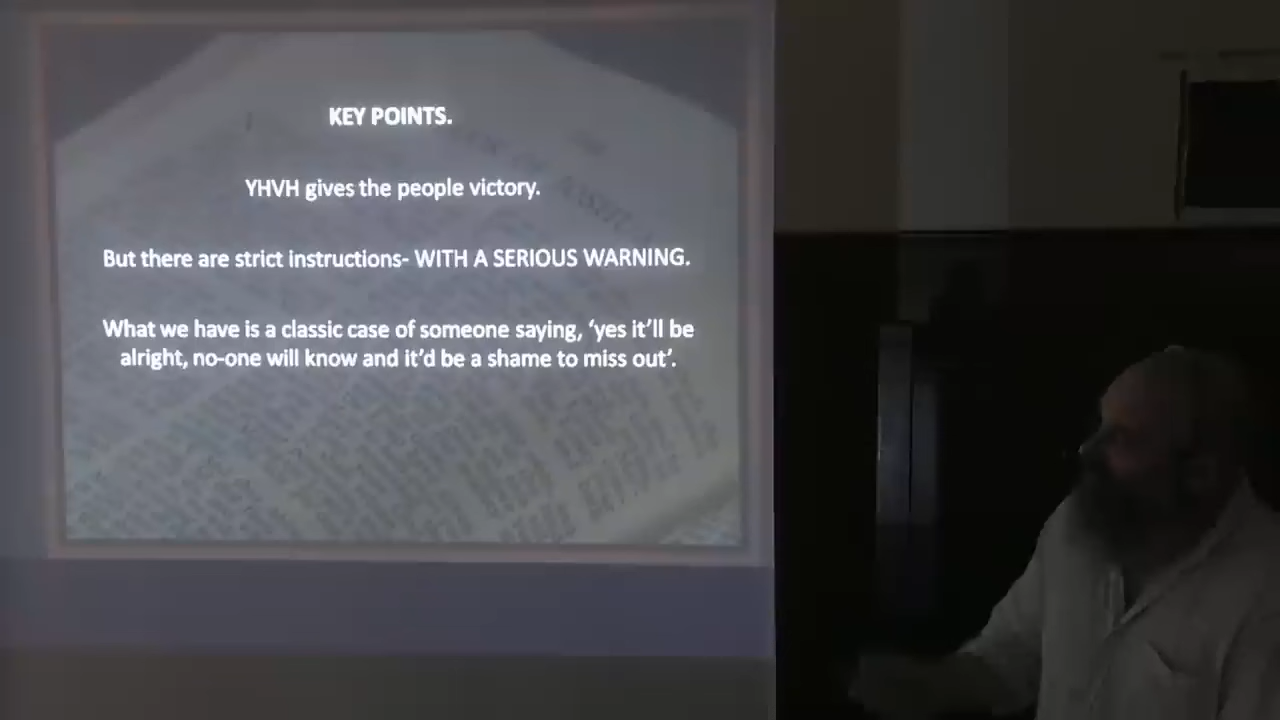 KEY POINTS.
YHVH gives the people victory.
But there are strict instructions- WITH A SERIOUS WARNING.
What we have is a classic case of someone saying, ‘yes it’ll be
alright, no-one will know and it’d be a shame to miss out’.